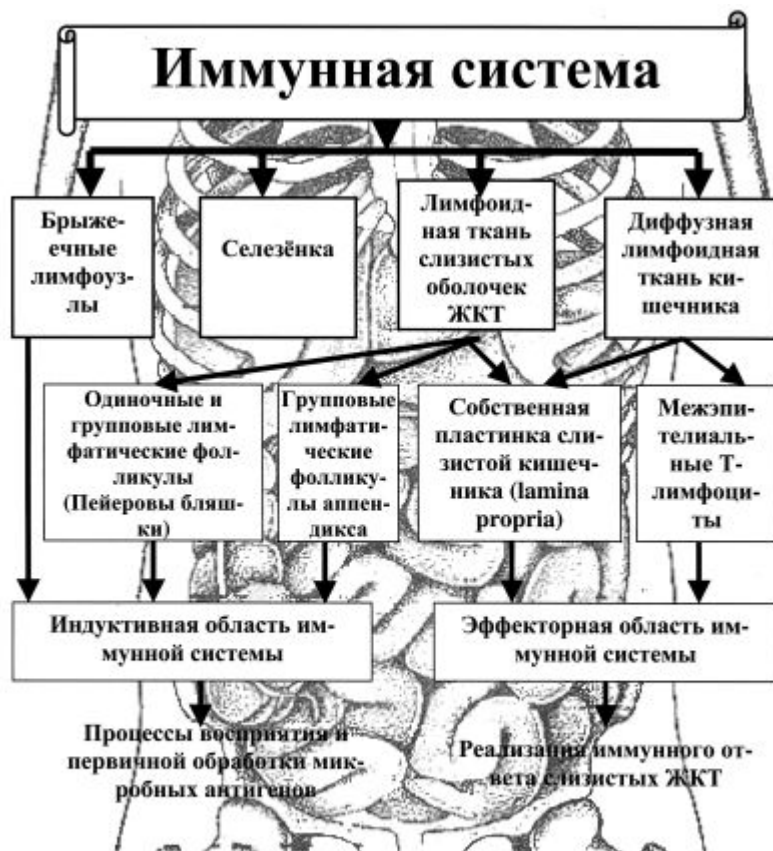 Иммунная система
Брыже-
ечные
лимфоуз-
лы
Селезёнка
Лимфоид-
ная ткань
слизистых
оболочек
ЖКТ
Диффузная
лимфоидная
ткань ки-
шечника
Одиночные и
групповые лим-
фатические фол-
ликулы
(Пейеровы бляш-
ки)
Групповые
лимфати-
ческие
фоллику-
лы аппен-
дикса
Собственная
пластинка сли-
зистой кишеч-
ника (lamina
propria)
Межэпи-
телиаль-
ные Т-
лимфоци-
ты
Индуктивная область им-
мунной системы
Эффекторная область им-
мунной системы
Процессы восприятия и
первичной обработки мик-
робных антигенов
Реализация иммунного от-
вета слизистых ЖКТ